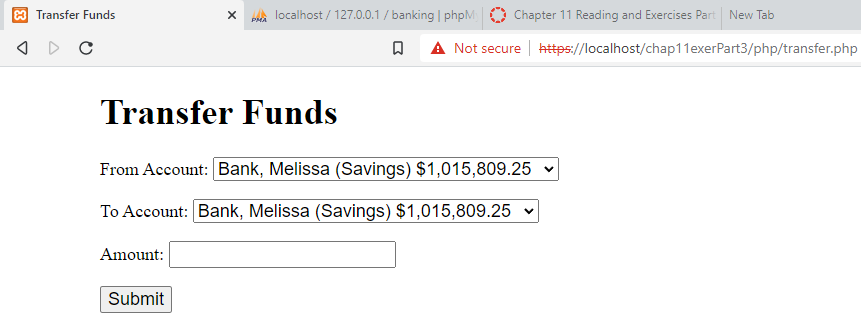 Transfer Funds
localhost / 127.0.0.1 / banking | phpM
Chapter 11 Reading and Exercises Part
New Tab
Not secure
https://localhost/chap11exerPart3/php/transfer.php
Transfer Funds
From Account: Bank, Melissa (Savings) $1,015,809.25
To Account: Bank, Melissa (Savings) $1,015,809.25
Amount:
Submit